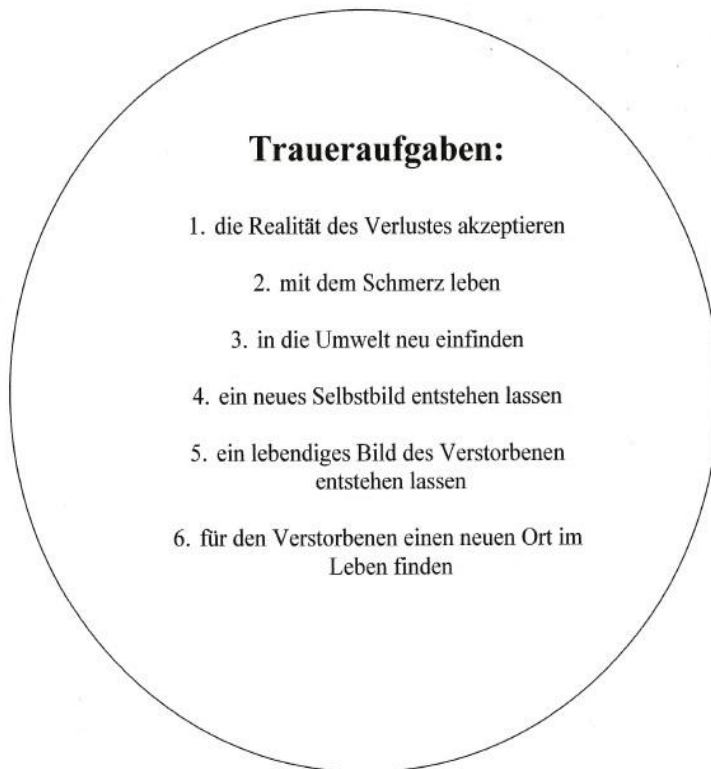 Traueraufgaben:
1. die Realität des Verlustes akzeptieren
2. mit dem Schmerz leben
3. in die Umwelt neu einfinden
4. ein neues Selbstbild entstehen lassen
5. ein lebendiges Bild des Verstorbenen
entstehen lassen
6. für den Verstorbenen einen neuen Ort im
Leben finden